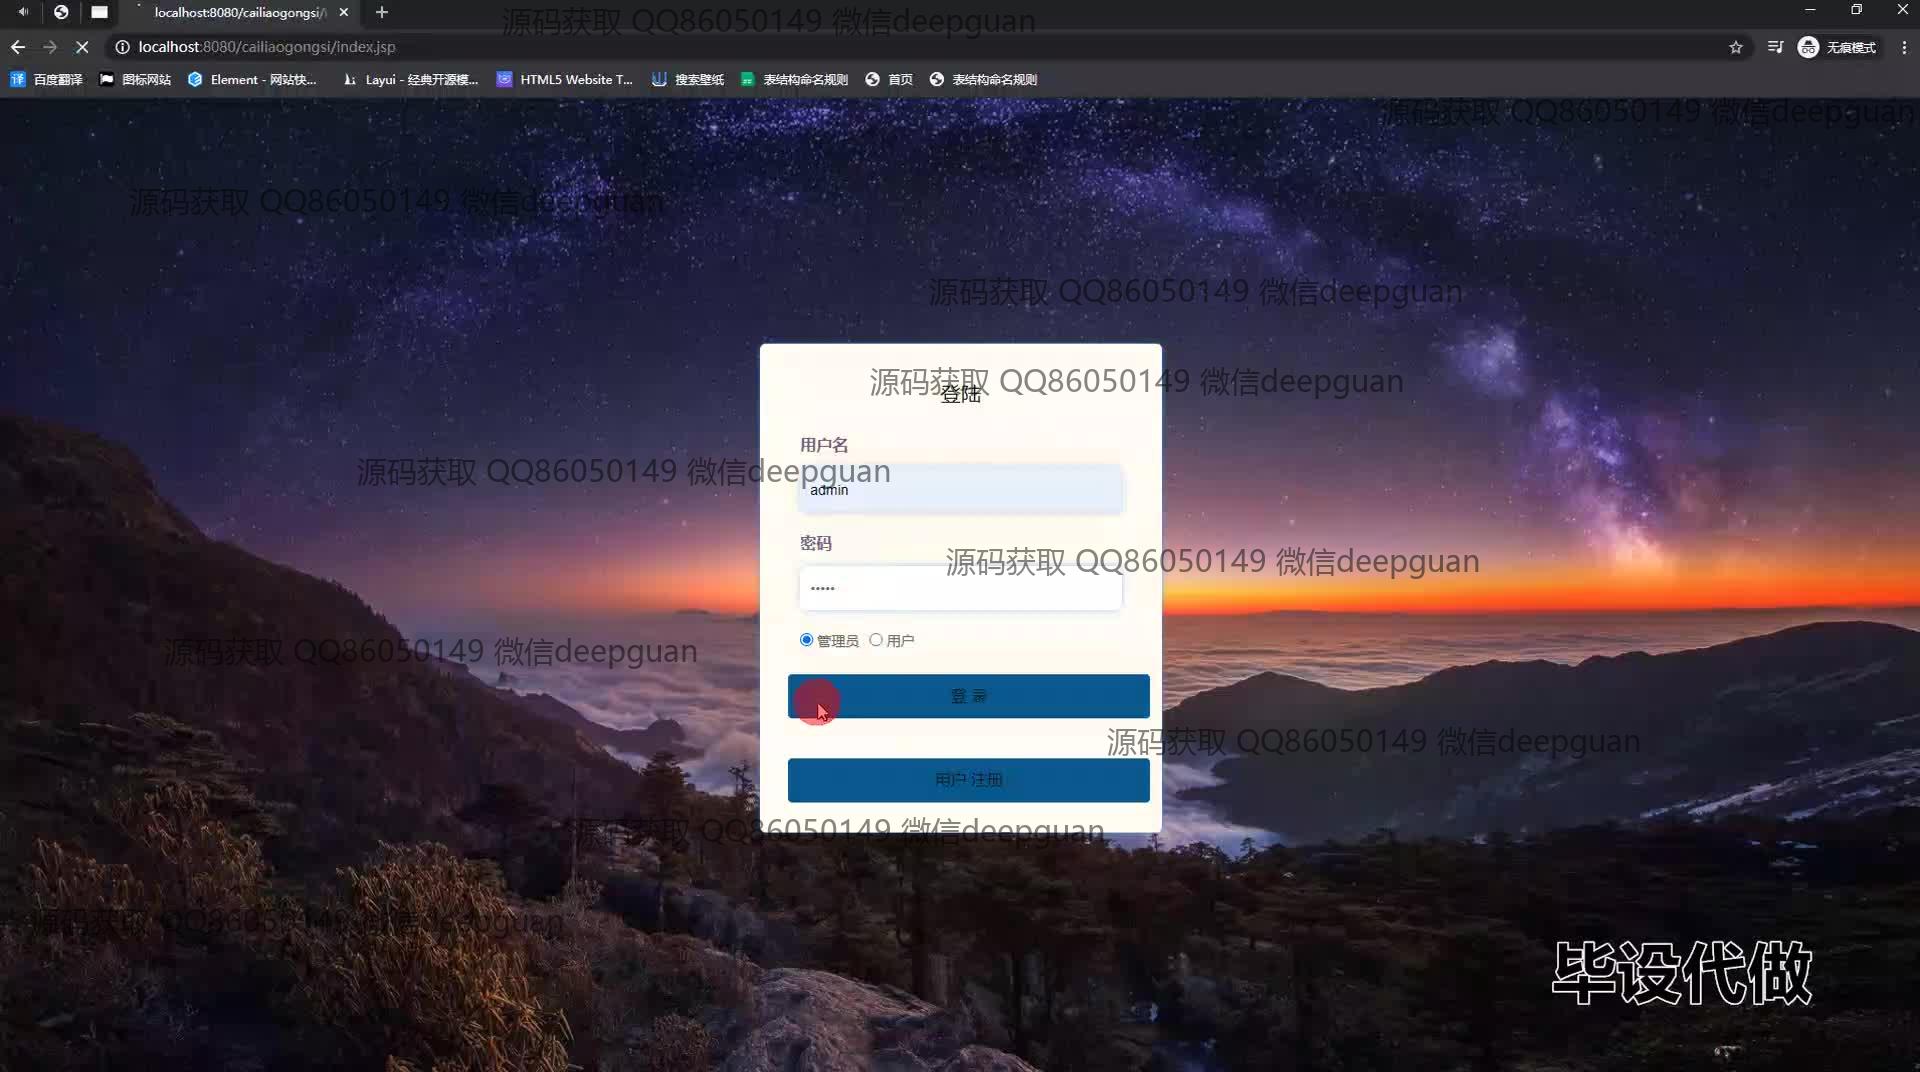 localhost:8080/cailiaogongsi/
源码获取 QQ86050149 微信deepguan
localhost:8080/cailiaogongsi/index.jsp
无痕模式
百度翻译
图标网站
Element - 网站快...
Layui - 经典开源模...
HTML5 Website T...
搜索壁纸
表结构命名规则
首页
表结构命名规则
源码获取 QQ86050149 微信deepguan
源码获取 QQ86050149 微信deepguan
源码获取 QQ86050149 微信deepguan
源码获取 QQ86050149 微信deepguan
登陆
用户名
源码获取 QQ86050149 微信deepguan
admin
密码
源码获取 QQ86050149 微信deepguan
•••••
管理员
用户
源码获取 QQ86050149 微信deepguan
登 录
源码获取 QQ86050149 微信deepguan
用户 注册
源码获取 QQ86050149 微信deepguan
源码获取 QQ86050149 微信deepguan
毕设代做